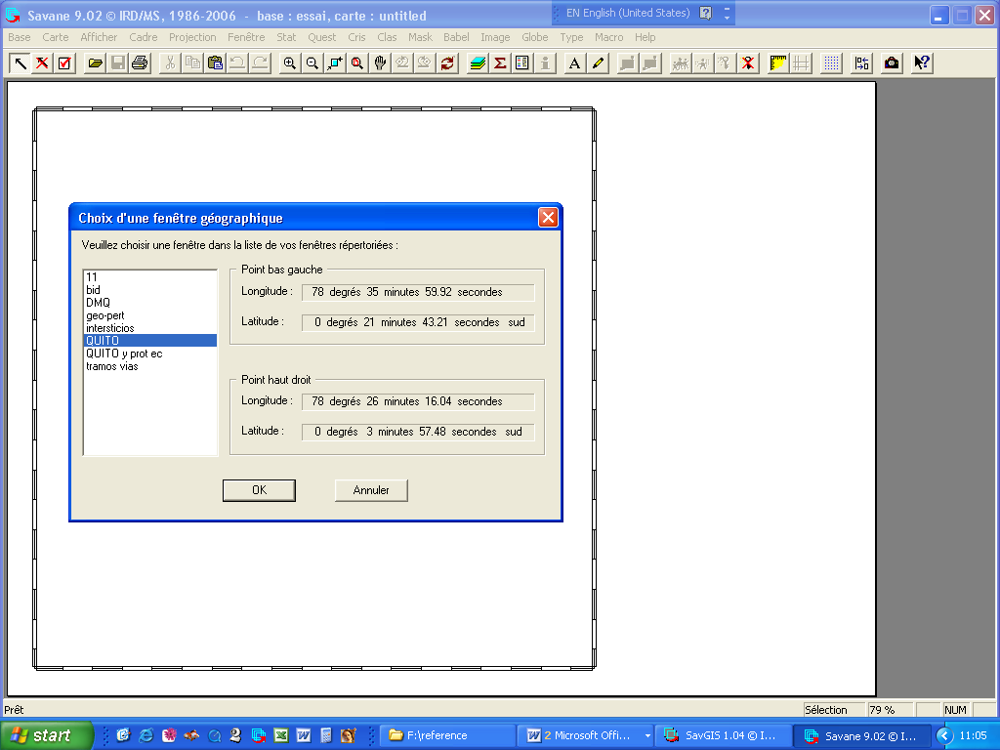 Savane 9.02 © IRD/MS, 1986-2006 - base : essai, carte : untitled
EN English (United States)
Base Carte Afficher Cadre Projection Fenêtre Stat Quest Cris Clas Mask Babel Image Globe Type Macro Help
Choix d'une fenêtre géographique
Veuillez choisir une fenêtre dans la liste de vos fenêtres répertoriées :
11
bid
DMQ
geo-pert
intersticios
QUITO
QUITO y prot ec
tramos vias
Point bas gauche
Longitude : 78 degrés 35 minutes 59.92 secondes
Latitude : 0 degrés 21 minutes 43.21 secondes sud
Point haut droit
Longitude : 78 degrés 26 minutes 16.04 secondes
Latitude : 0 degrés 3 minutes 57.48 secondes sud
OK Annuler
Prêt Sélection 79 % NUM
start F:\reference 2 Microsoft Offi... SavGIS 1.04 © I... Savane 9.02 © I... 11:05